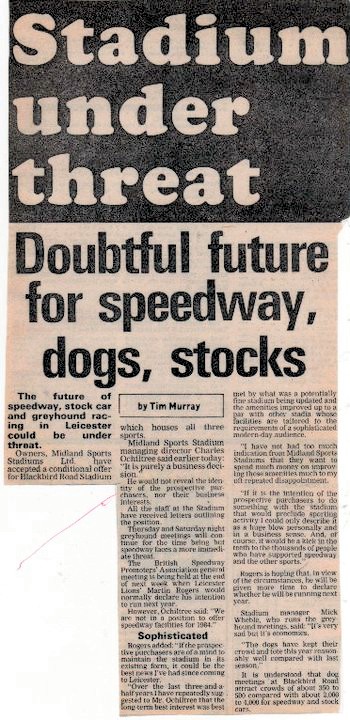 Stadium
under
threat
Doubtful future
for speedway,
dogs, stocks
The future of
speedway, stock car
and greyhound rac-
ing in Leicester
could be under
threat.
Owners, Midland Sports
Stadiums Ltd. have
accepted a conditional offer
for Blackbird Road Stadium
by Tim Murray
which houses all three
sports.
Midland Sports Stadium
managing director Charles
Ochiltree said earlier today:
"It is purely a business deci-
sion."
He would not reveal the iden-
tity of the prospective pur-
chasers, nor their business
interests.
All the staff at the Stadium
have received letters outlining
the position.
Thursday and Saturday night
greyhound meetings will con-
tinue for the time being but
speedway faces a more immedi-
ate threat.
The British Speedway
Promoters' Association general
meeting is being held at the end
of next week when Leicester
Lions' Martin Rogers would
normally declare his intention
to run next year.
However, Ochiltree said: "We
are not in a position to offer
speedway facilities for 1984."
Sophisticated
Rogers added: "If the prospec-
tive purchasers are of a mind to
maintain the stadium in its
existing form, it could be the
best news I've had since coming
to Leicester.
"Over the last three-and-a-
half years I have repeatedly sug-
gested to Mr. Ochiltree that the
long term best interest was best
met by what was a potentially
fine stadium being updated and
the amenities improved up to a
par with other stadia whose
facilities are tailored to the
requirements of a sophisticated
modern-day audience.
"I have not had too much
indication from Midland Sports
Stadiums that they want to
spend much money on improv-
ing those amenities much to my
oft repeated disappointment.
"If it is the intention of the
prospective purchasers to do
something with the stadium
that would preclude sporting
activity I could only describe it
as a huge blow personally and
in a business sense. And, of
course it would be a kick in the
teeth to the thousands of people
who have supported speedway
and the other sports."
Rogers is hoping that, in view
of the circumstances, he will be
given more time to declare
whether he will be running next
year.
Stadium manager Mick
Wheble, who runs the grey-
hound meetings, said: "It's very
sad but it's economics.
"The dogs have kept their
crowd and tote this year reason-
ably well compared with last
season."
It is understood that dog
meetings at Blackbird Road
attract crowds of about 350 to
500 compared with about 2,000
to 4,000 for speedway and stock
cars.